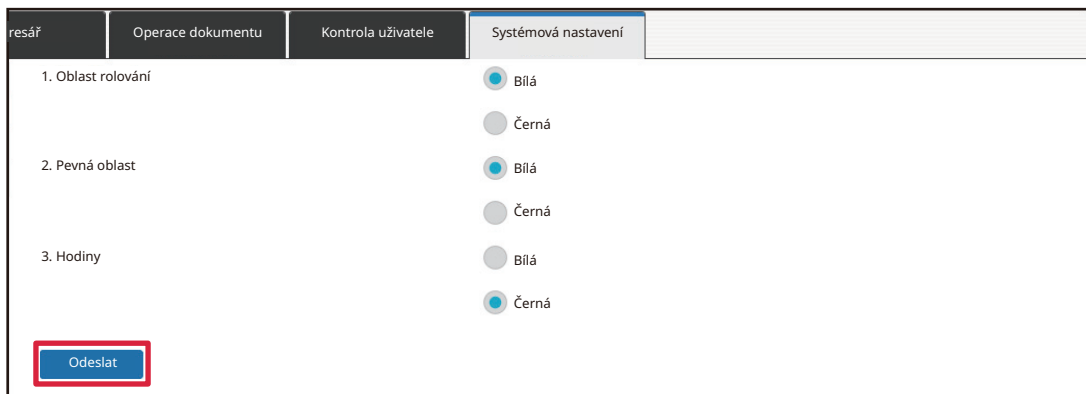 resář Operace dokumentu Kontrola uživatele Systémová nastavení
1. Oblast rolování Bílá
Černá
2. Pevná oblast Bílá
Černá
3. Hodiny Bílá
Černá
Odeslat